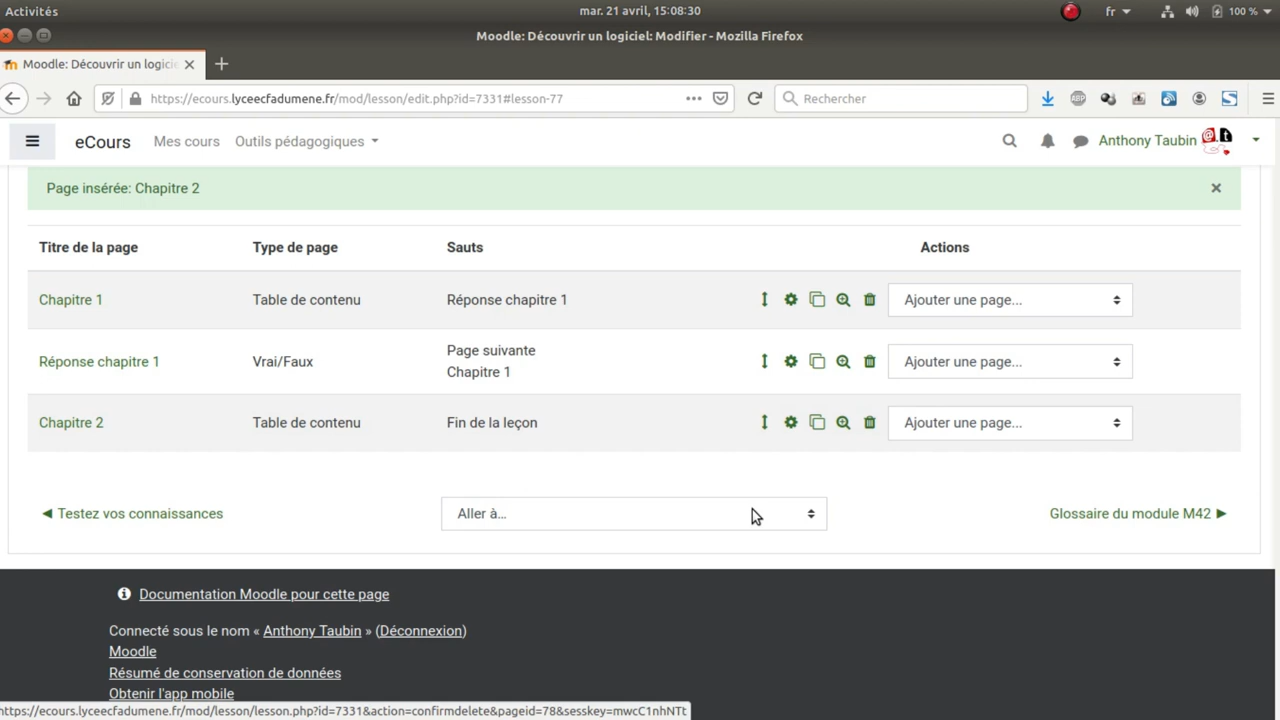 Activités
mar. 21 avril, 15:08:30
fr
100 %
Moodle: Découvrir un logiciel: Modifier - Mozilla Firefox
Moodle: Découvrir un logicie
https://ecours.lyceecfadumene.fr/mod/lesson/edit.php?id=7331#lesson-77
Rechercher
ABP
eCours
Mes cours
Outils pédagogiques
Anthony Taubin
Page insérée: Chapitre 2
Titre de la page
Type de page
Sauts
Actions
Chapitre 1
Table de contenu
Réponse chapitre 1
Ajouter une page...
Réponse chapitre 1
Vrai/Faux
Page suivante
Chapitre 1
Ajouter une page...
Chapitre 2
Table de contenu
Fin de la leçon
Ajouter une page...
◀ Testez vos connaissances
Aller à...
Glossaire du module M42 ▶
Documentation Moodle pour cette page
Connecté sous le nom « Anthony Taubin » (Déconnexion)
Moodle
Résumé de conservation de données
Obtenir l'app mobile
https://ecours.lyceecfadumene.fr/mod/lesson/lesson.php?id=7331&action=confirmdelete&pageid=78&sesskey=mwcC1nhNTt